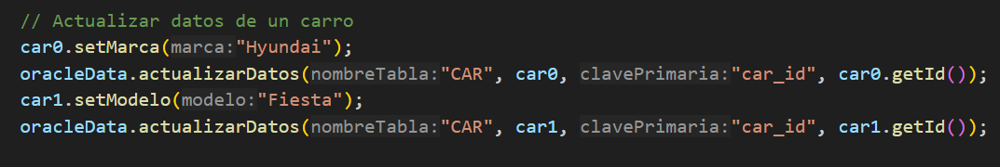 // Actualizar datos de un carro
car0.setMarca(marca:"Hyundai");
oracleData.actualizarDatos(nombreTabla:"CAR", car0, clavePrimaria:"car_id", car0.getId());
car1.setModelo(modelo:"Fiesta");
oracleData.actualizarDatos(nombreTabla:"CAR", car1, clavePrimaria:"car_id", car1.getId());